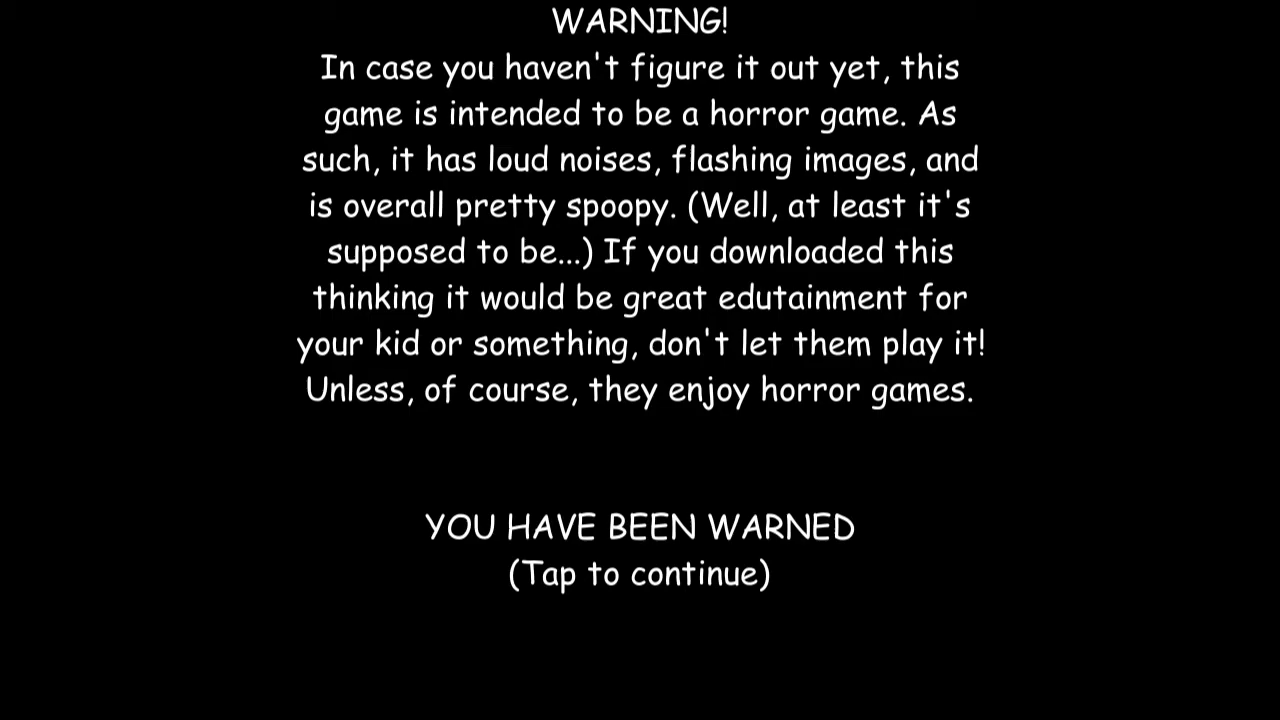 WARNING!
In case you haven't figure it out yet, this
game is intended to be a horror game. As
such, it has loud noises, flashing images, and
is overall pretty spoopy. (Well, at least it's
supposed to be...) If you downloaded this
thinking it would be great edutainment for
your kid or something, don't let them play it!
Unless, of course, they enjoy horror games.
YOU HAVE BEEN WARNED
(Tap to continue)